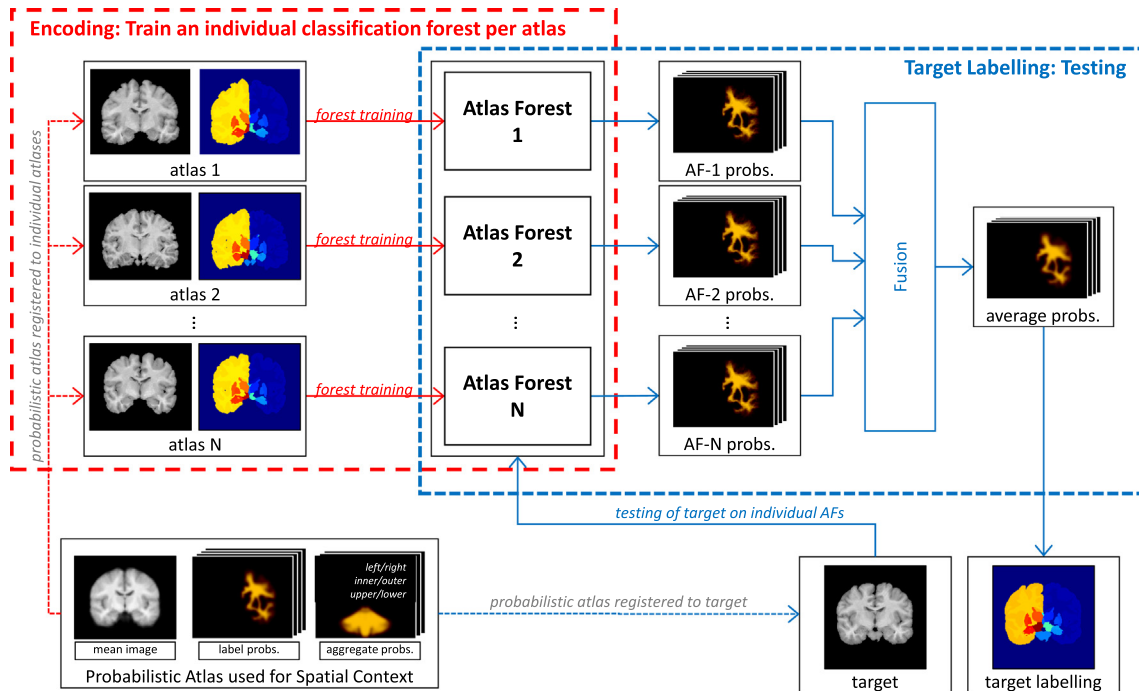 Encoding: Train an individual classification forest per atlas
Target Labelling: Testing
probabilistic atlas registered to individual atlases
atlas 1
forest training
Atlas Forest
1
AF-1 probs.
atlas 2
forest training
Atlas Forest
2
AF-2 probs.
...
...
...
atlas N
forest training
Atlas Forest
N
AF-N probs.
Fusion
average probs.
testing of target on individual AFs
left/right
inner/outer
upper/lower
mean image
label probs.
aggregate probs.
Probabilistic Atlas used for Spatial Context
probabilistic atlas registered to target
target
target labelling